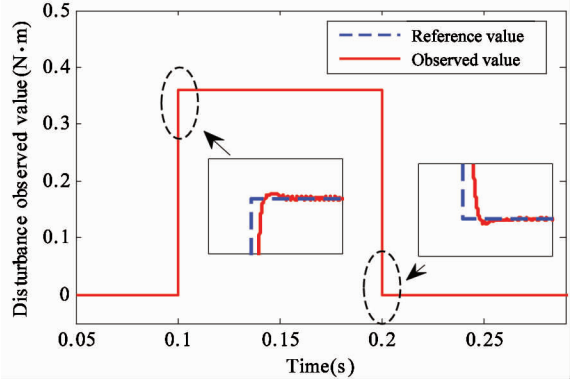 0.5
Reference value
Observed value
0.4
0.3
0.2
0.1
0
0.05
0.1
0.15
0.2
0.25
Time(s)
Disturbance observed value(N·m)